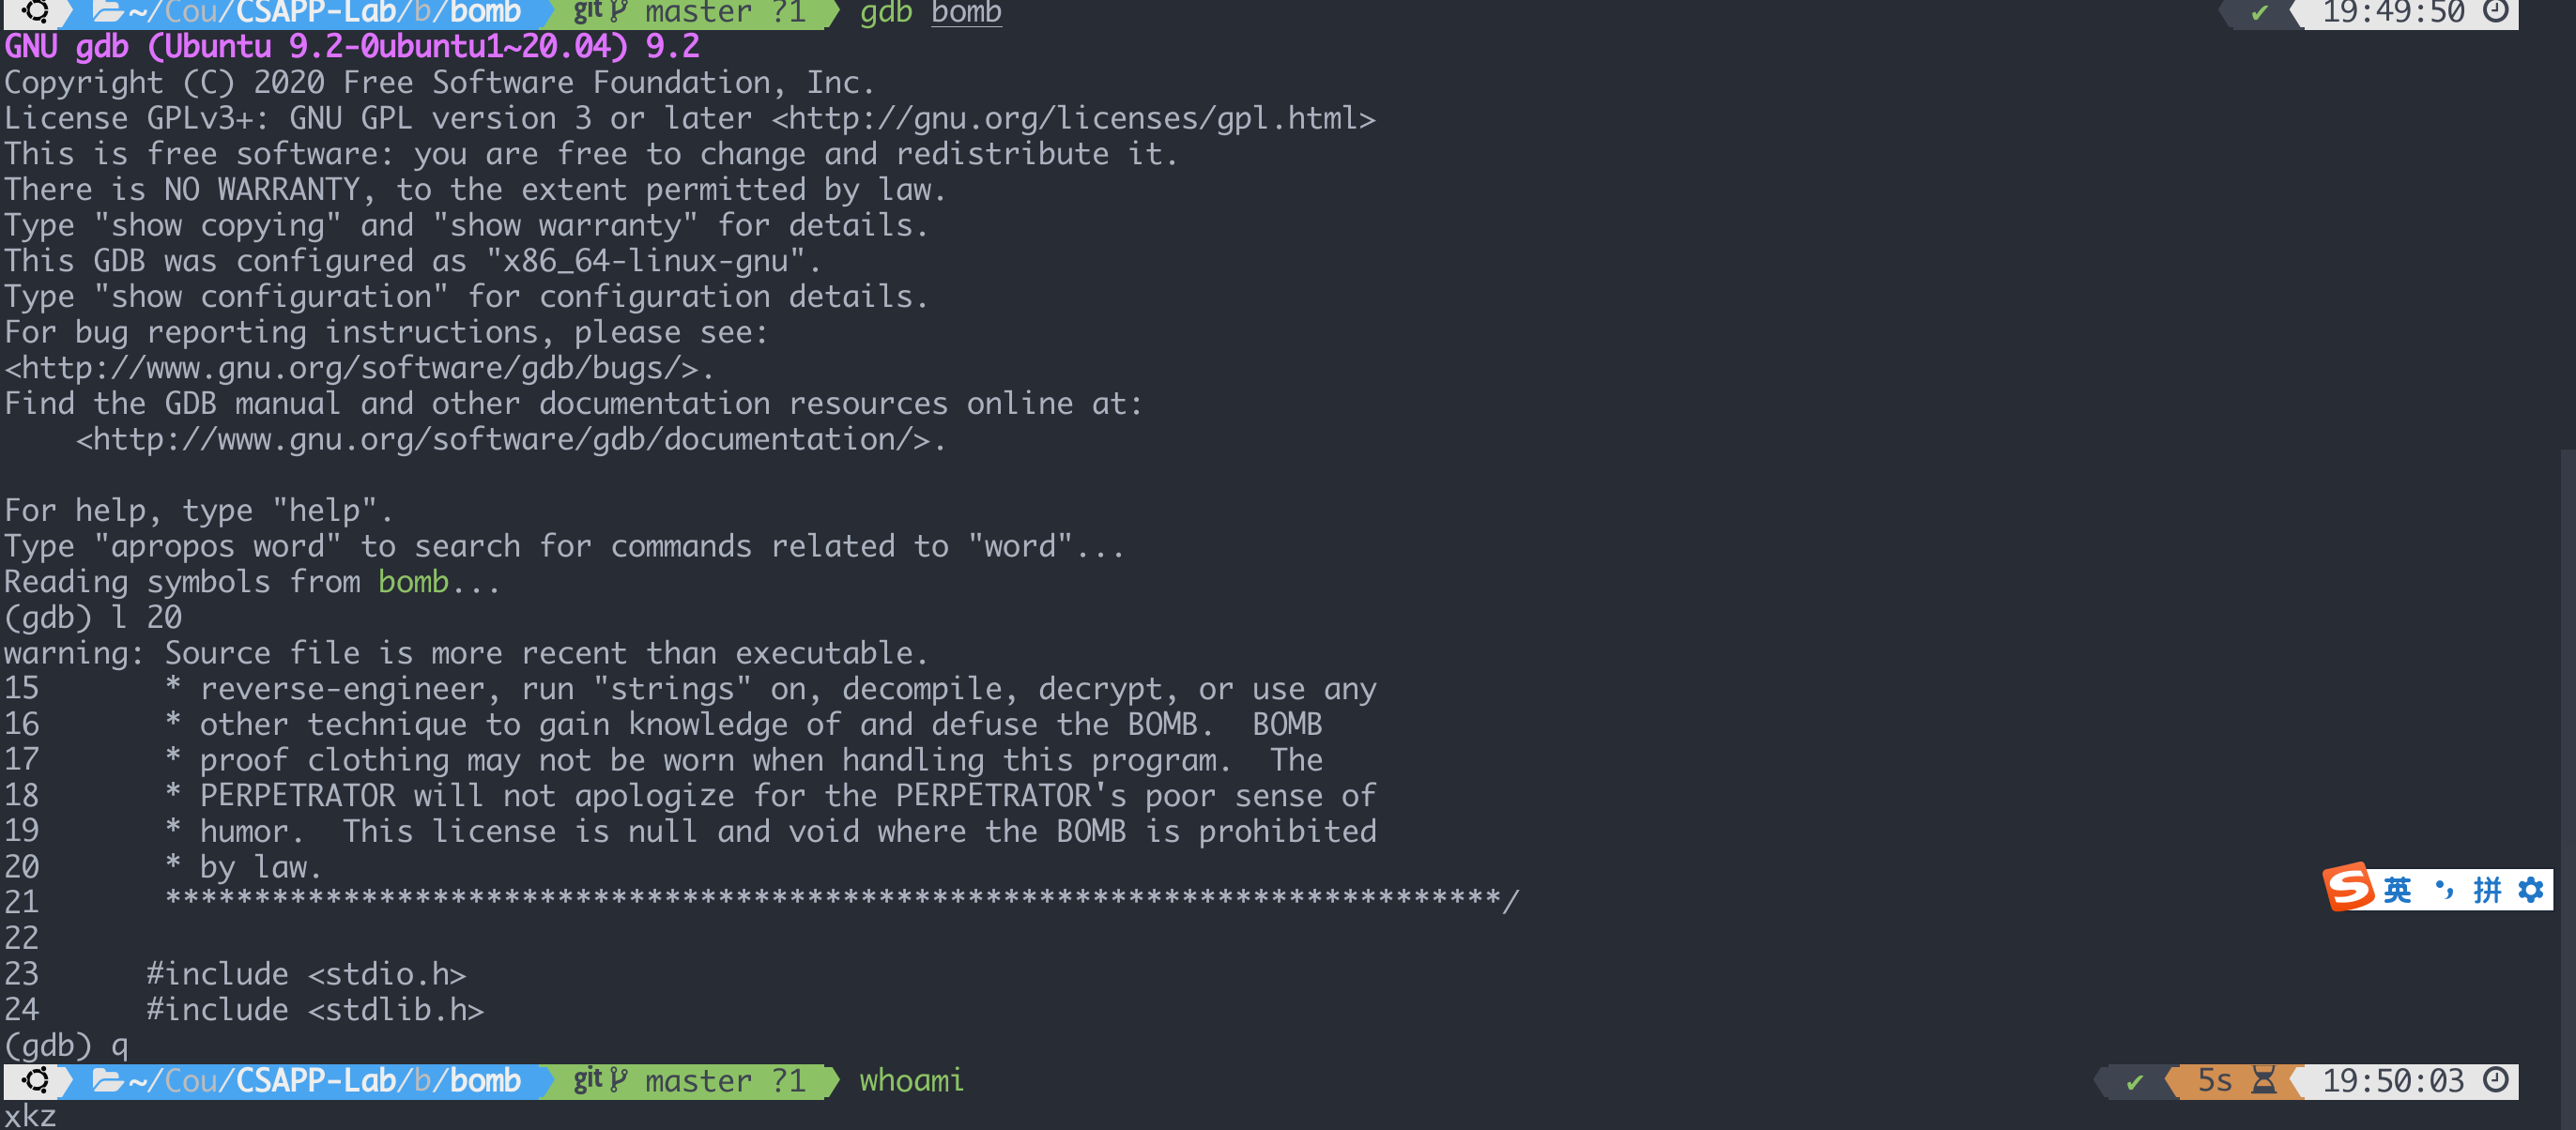 ~/Cou/CSAPP-Lab/b/bomb git master ?1 gdb bomb ✔ 19:49:50
GNU gdb (Ubuntu 9.2-0ubuntu1~20.04) 9.2
Copyright (C) 2020 Free Software Foundation, Inc.
License GPLv3+: GNU GPL version 3 or later <http://gnu.org/licenses/gpl.html>
This is free software: you are free to change and redistribute it.
There is NO WARRANTY, to the extent permitted by law.
Type "show copying" and "show warranty" for details.
This GDB was configured as "x86_64-linux-gnu".
Type "show configuration" for configuration details.
For bug reporting instructions, please see:
<http://www.gnu.org/software/gdb/bugs/>.
Find the GDB manual and other documentation resources online at:
    <http://www.gnu.org/software/gdb/documentation/>.
For help, type "help".
Type "apropos word" to search for commands related to "word"...
Reading symbols from bomb...
(gdb) l 20
warning: Source file is more recent than executable.
15       * reverse-engineer, run "strings" on, decompile, decrypt, or use any
16       * other technique to gain knowledge of and defuse the BOMB.  BOMB
17       * proof clothing may not be worn when handling this program.  The
18       * PERPETRATOR will not apologize for the PERPETRATOR's poor sense of
19       * humor.  This license is null and void where the BOMB is prohibited
20       * by law.
21       ***************************************************************************/
22
23      #include <stdio.h>
24      #include <stdlib.h>
(gdb) q
~/Cou/CSAPP-Lab/b/bomb git master ?1 whoami ✔ 5s 19:50:03
xkz
S 英 拼